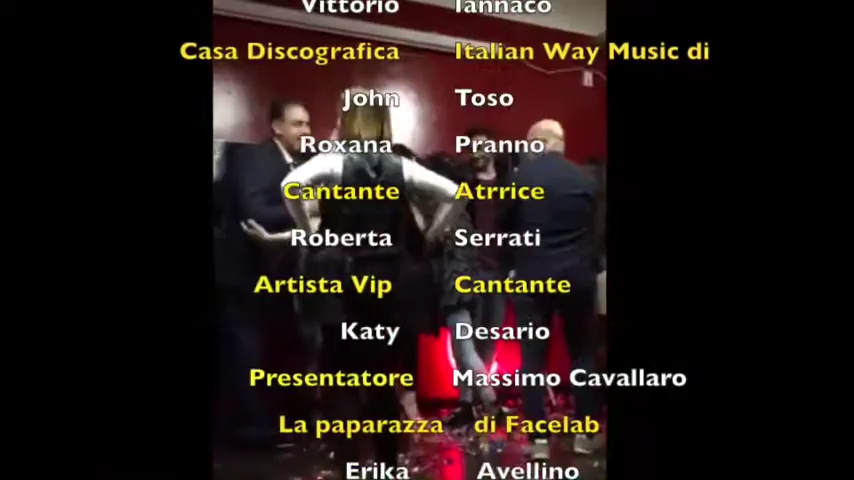 Vittorio Iannaco
Casa Discografica Italian Way Music di
John Toso
Roxana Pranno
Cantante Atrrice
Roberta Serrati
Artista Vip Cantante
Katy Desario
Presentatore Massimo Cavallaro
La paparazza di Facelab
Erika Avellino